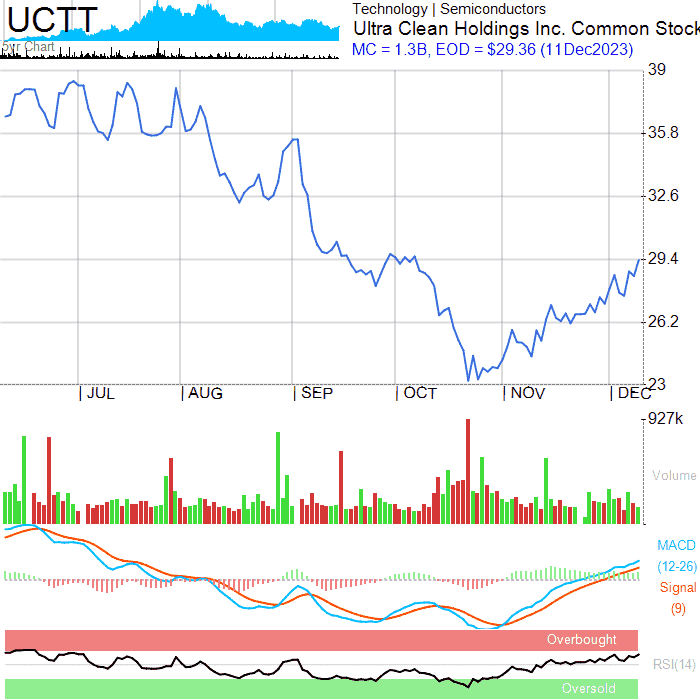 UCTT
5yr Chart
Technology | Semiconductors
Ultra Clean Holdings Inc. Common Stock
MC = 1.3B, EOD = $29.36 (11Dec2023)
39
35.8
32.6
29.4
26.2
23
JUL
AUG
SEP
OCT
NOV
DEC
927k
Volume
MACD
(12-26)
Signal
(9)
Overbought
RSI(14)
Oversold